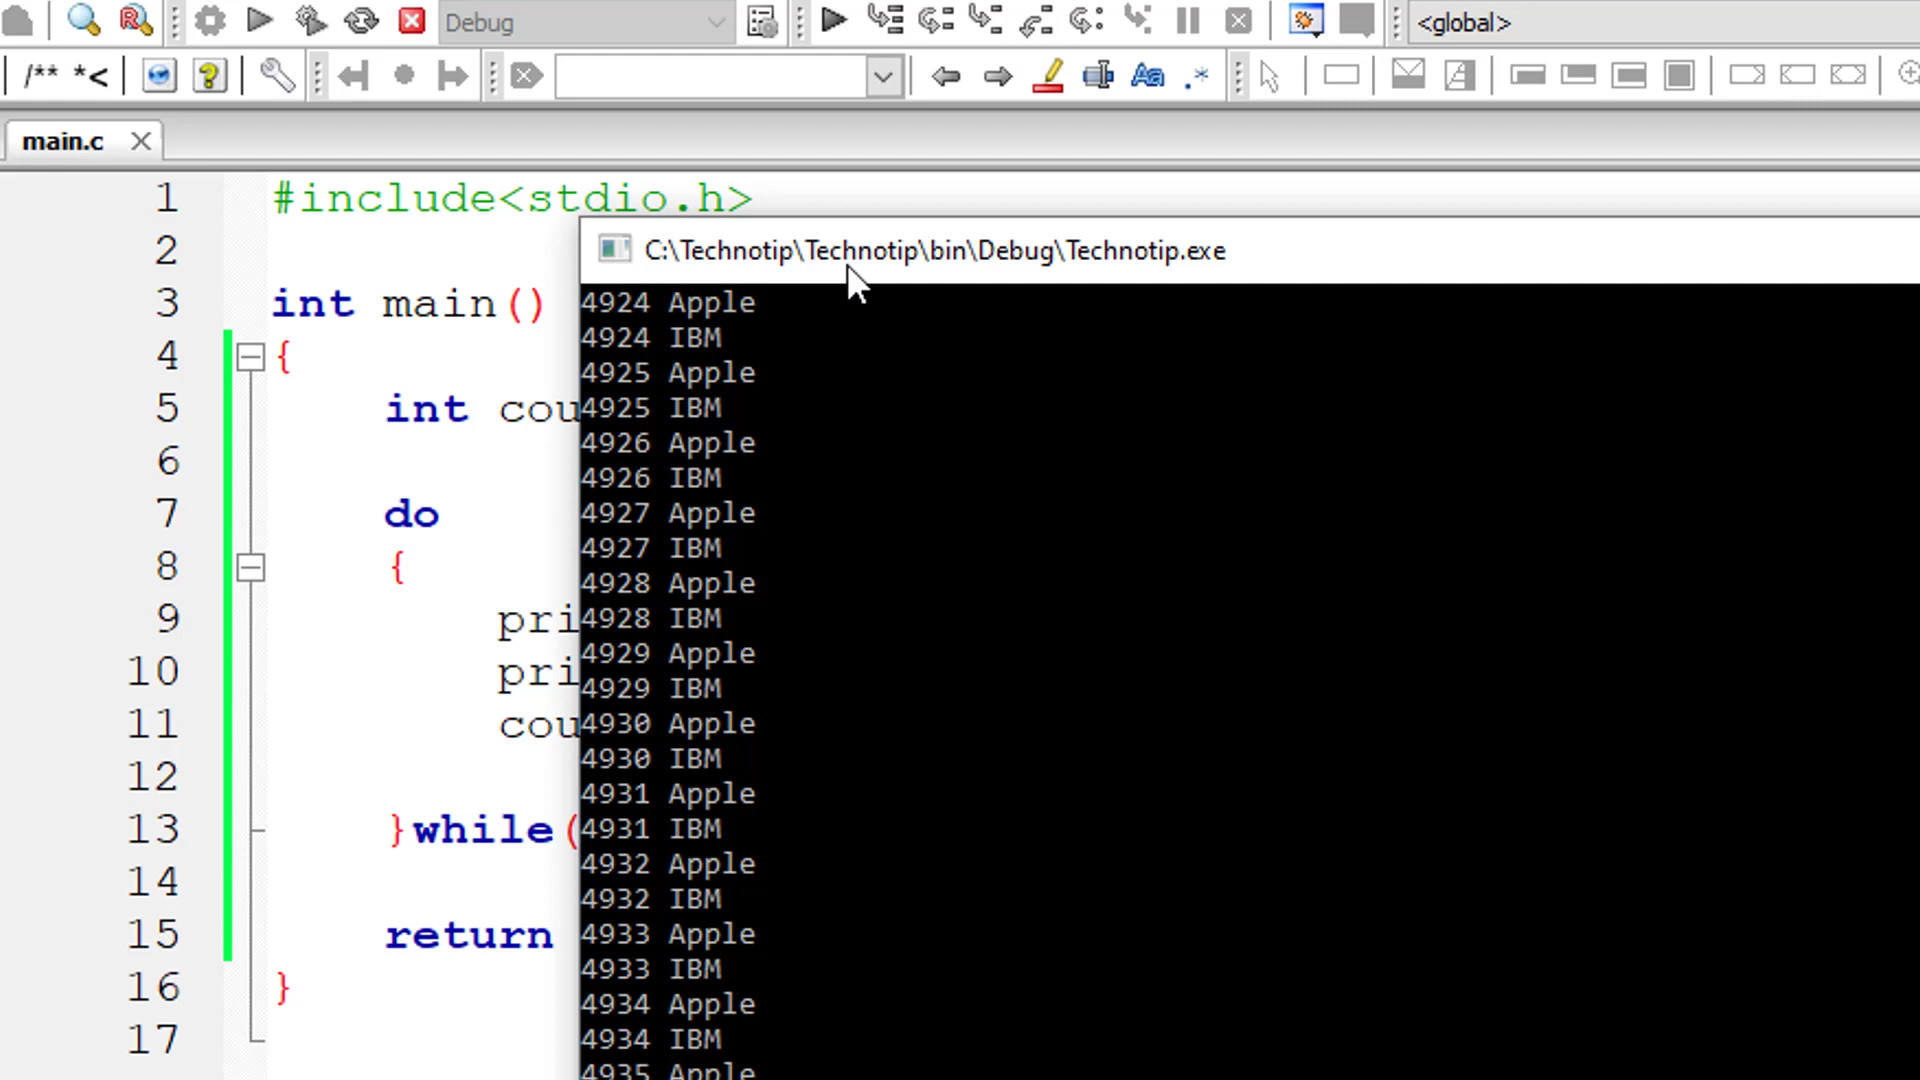 Debug
<global>
/** *<
Aa .*
main.c
1 #include<stdio.h>
2
3 int main()
4 {
5 int cou
6
7 do
8 {
9 pri
10 pri
11 cou
12
13 }while(
14
15 return
16 }
17
C:\Technotip\Technotip\bin\Debug\Technotip.exe
4924 Apple
4924 IBM
4925 Apple
4925 IBM
4926 Apple
4926 IBM
4927 Apple
4927 IBM
4928 Apple
4928 IBM
4929 Apple
4929 IBM
4930 Apple
4930 IBM
4931 Apple
4931 IBM
4932 Apple
4932 IBM
4933 Apple
4933 IBM
4934 Apple
4934 IBM
4935 Apple